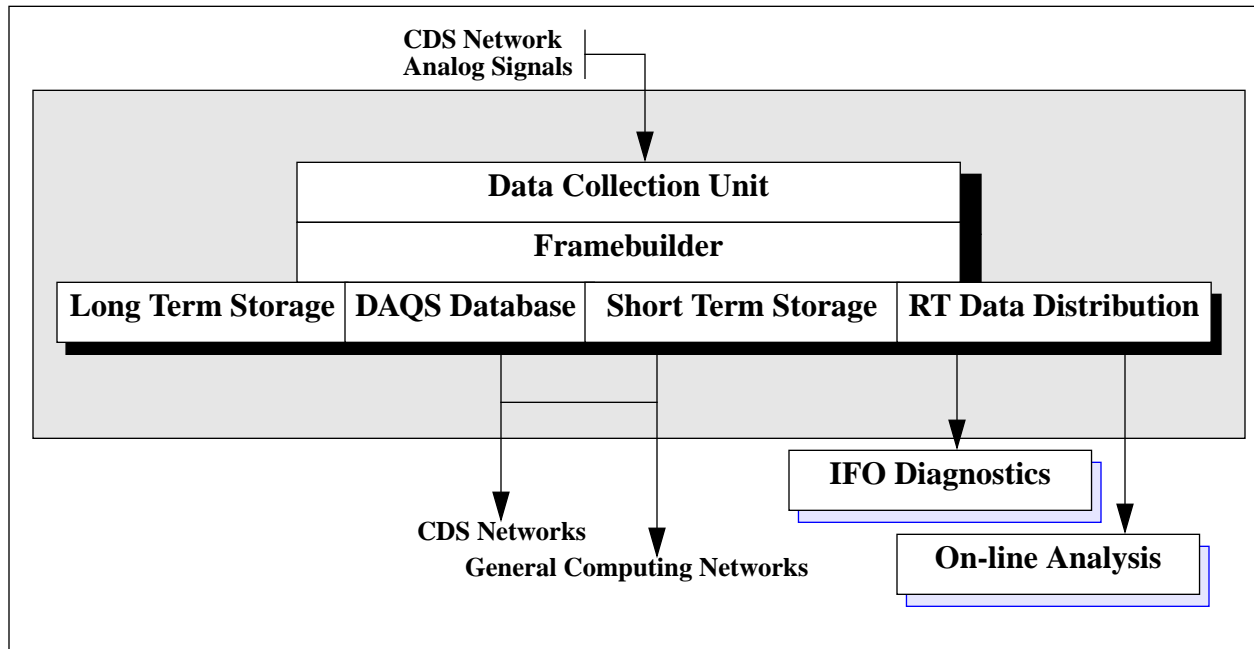 CDS Network
Analog Signals
Data Collection Unit
Framebuilder
Long Term Storage
DAQS Database
Short Term Storage
RT Data Distribution
IFO Diagnostics
CDS Networks
On-line Analysis
General Computing Networks